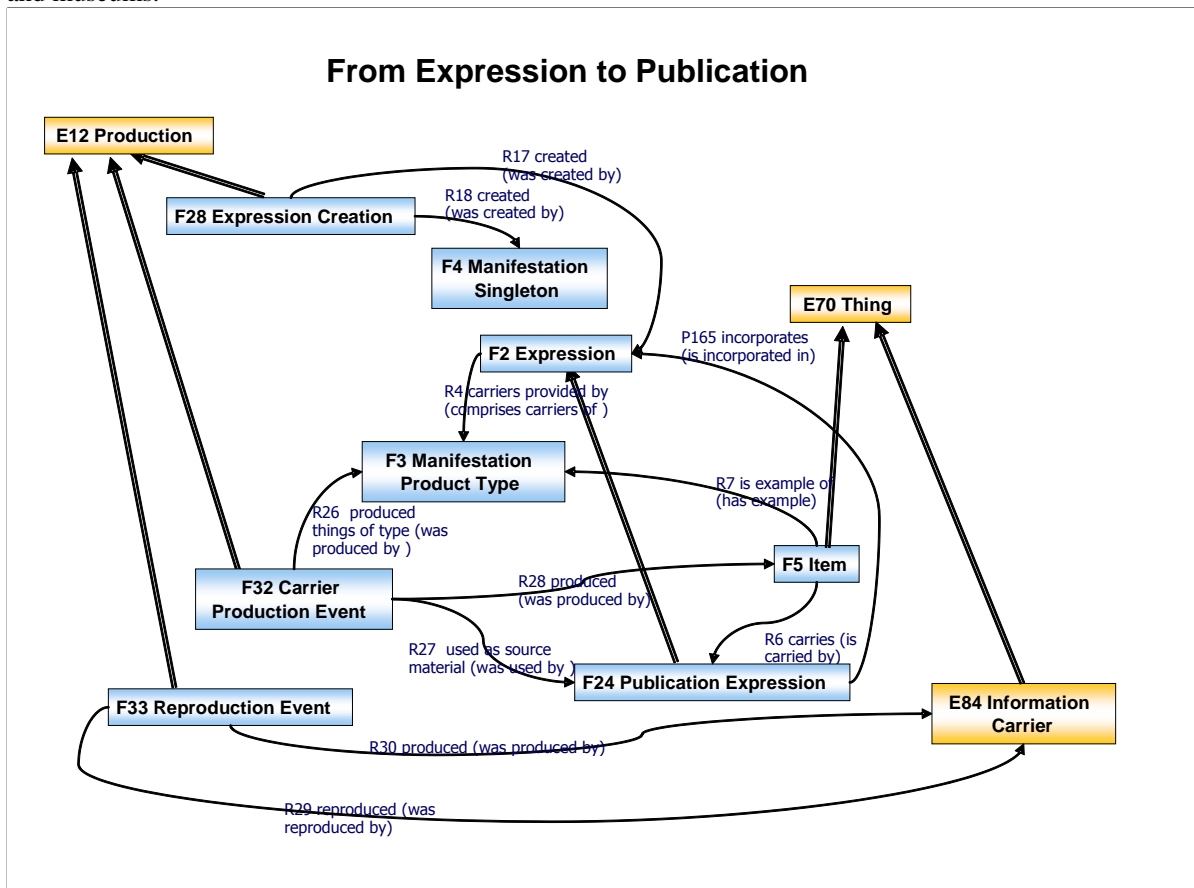 and museums.
From Expression to Publication
E12 Production
R17 created
(was created by)
R18 created
(was created by)
F28 Expression Creation
F4 Manifestation
Singleton
E70 Thing
P165 incorporates
(is incorporated in)
F2 Expression
R4 carriers provided by
(comprises carriers of )
F3 Manifestation
Product Type
R7 is example of
(has example)
R26 produced
things of type (was
produced by )
F5 Item
F32 Carrier
Production Event
R28 produced
(was produced by)
R6 carries (is
carried by)
R27 used as source
material (was used by )
F24 Publication Expression
F33 Reproduction Event
E84 Information
Carrier
R30 produced (was produced by)
R29 reproduced (was
reproduced by)